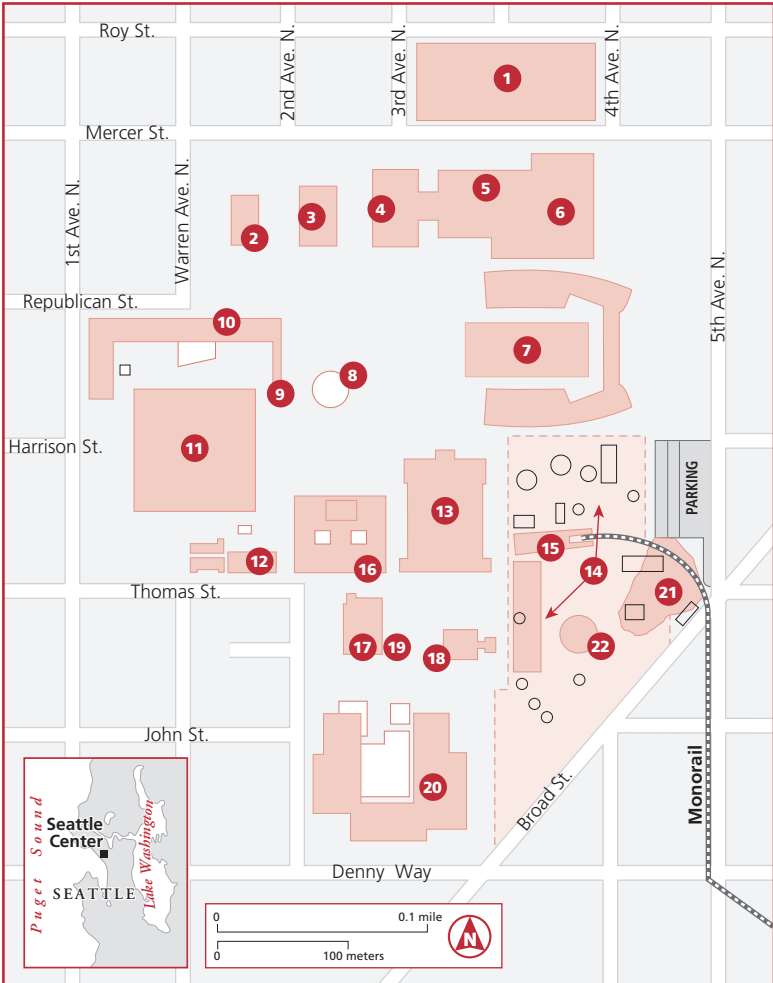 Roy St.
2nd Ave. N.
3rd Ave. N.
4th Ave. N.
1
Mercer St.
1st Ave. N.
Warren Ave. N.
5th Ave. N.
2
3
4
5
6
Republican St.
10
7
8
9
Harrison St.
11
13
PARKING
12
16
15
14
21
Thomas St.
17
19
18
22
John St.
20
Broad St.
Monorail
Denny Way
Puget Sound
Seattle
Center
SEATTLE
Lake Washington
0
0.1 mile
0
100 meters
N